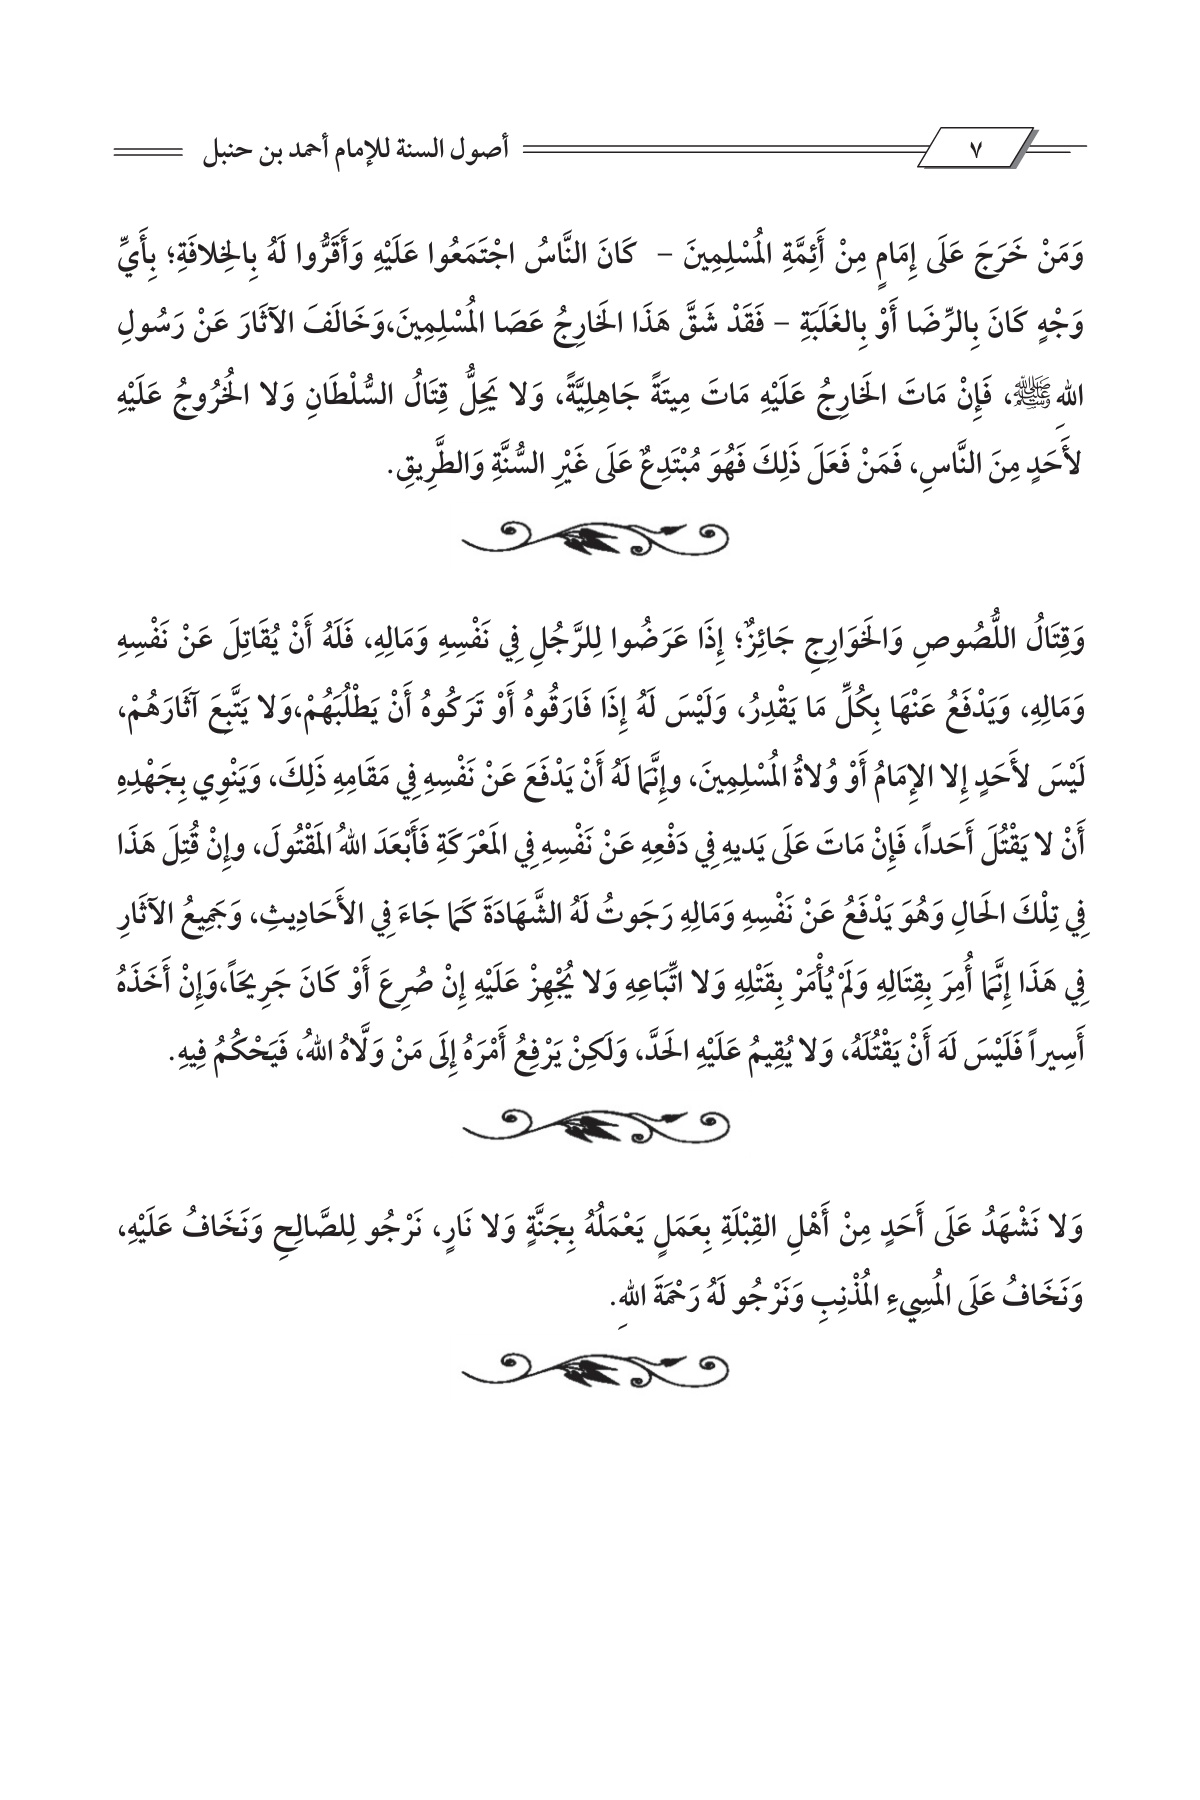 ٧
أصول السنة للإمام أحمد بن حنبل
وَمَنْ خَرَجَ عَلَى إِمَامٍ مِنْ أَئِمَّةِ الْمُسْلِمِينَ – كَانَ النَّاسُ اجْتَمَعُوا عَلَيْهِ وَأَقَرُّوا لَهُ بِالخِلافَةِ؛ بِأَيِّ
وَجْهٍ كَانَ بِالرِّضَا أَوْ بِالغَلَبَةِ – فَقَدْ شَقَّ هَذَا الخَارِجُ عَصَا الْمُسْلِمِينَ،وَخَالَفَ الآثَارَ عَنْ رَسُولِ
اللهِ ﷺ، فَإِنْ مَاتَ الخَارِجُ عَلَيْهِ مَاتَ مِيتَةً جَاهِلِيَّةً، وَلا يَحِلُّ قِتَالُ السُّلْطَانِ وَلا الخُرُوجُ عَلَيْهِ
لأَحَدٍ مِنَ النَّاسِ، فَمَنْ فَعَلَ ذَلِكَ فَهُوَ مُبْتَدِعٌ عَلَى غَيْرِ السُّنَّةِ وَالطَّرِيقِ.
وَقِتَالُ اللُّصُوصِ وَالخَوَارِجِ جَائِزٌ؛ إِذَا عَرَضُوا لِلرَّجُلِ فِي نَفْسِهِ وَمَالِهِ، فَلَهُ أَنْ يُقَاتِلَ عَنْ نَفْسِهِ
وَمَالِهِ، وَيَدْفَعُ عَنْهَا بِكُلِّ مَا يَقْدِرُ، وَلَيْسَ لَهُ إِذَا فَارَقُوهُ أَوْ تَرَكُوهُ أَنْ يَطْلُبَهُمْ،وَلا يَتَّبِعَ آثَارَهُمْ،
لَيْسَ لأَحَدٍ إِلا الإِمَامُ أَوْ وُلاةُ الْمُسْلِمِينَ، وإِنَّمَا لَهُ أَنْ يَدْفَعَ عَنْ نَفْسِهِ فِي مَقَامِهِ ذَلِكَ، وَيَنْوِي بِجَهْدِهِ
أَنْ لا يَقْتُلَ أَحَداً، فَإِنْ مَاتَ عَلَى يَديهِ فِي دَفْعِهِ عَنْ نَفْسِهِ فِي المَعْرَكَةِ فَأَبْعَدَ اللهُ المَقْتُولَ، وإِنْ قُتِلَ هَذَا
فِي تِلْكَ الحَالِ وَهُوَ يَدْفَعُ عَنْ نَفْسِهِ وَمَالِهِ رَجَوتُ لَهُ الشَّهَادَةَ كَمَا جَاءَ فِي الأَحَادِيثِ، وَجَمِيعُ الآثَارِ
فِي هَذَا إِنَّمَا أُمِرَ بِقِتَالِهِ وَلَمْ يُأْمَرْ بِقَتْلِهِ وَلا اتِّبَاعِهِ وَلا يُجْهِزْ عَلَيْهِ إِنْ صُرِعَ أَوْ كَانَ جَرِيحَاً،وَإِنْ أَخَذَهُ
أَسِيراً فَلَيْسَ لَهَ أَنْ يَقْتُلَهُ، وَلا يُقِيمُ عَلَيْهِ الحَدَّ، وَلَكِنْ يَرْفِعُ أَمْرَهُ إِلَى مَنْ وَلَّاهُ اللهُ، فَيَحْكُمُ فِيهِ.
وَلا نَشْهَدُ عَلَى أَحَدٍ مِنْ أَهْلِ القِبْلَةِ بِعَمَلٍ يَعْمَلُهُ بِجَنَّةٍ وَلا نَارٍ، نَرْجُو لِلصَّالِحِ وَنَخَافُ عَلَيْهِ،
وَنَخَافُ عَلَى المُسِيءِ المُذْنِبِ وَنَرْجُو لَهُ رَحْمَةَ اللهِ.